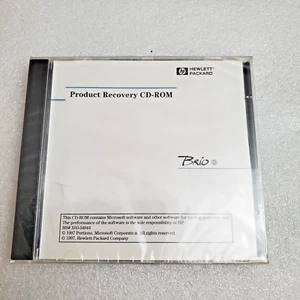 hp HEWLETT
PACKARD
Product Recovery CD-ROM
Brio
This CD-ROM contains Microsoft software and other software for
The performance of the software is the sole responsibility of HP
© 1997 Portions, Microsoft Corporation. All rights reserved
© 1997, Hewlett-Packard Company